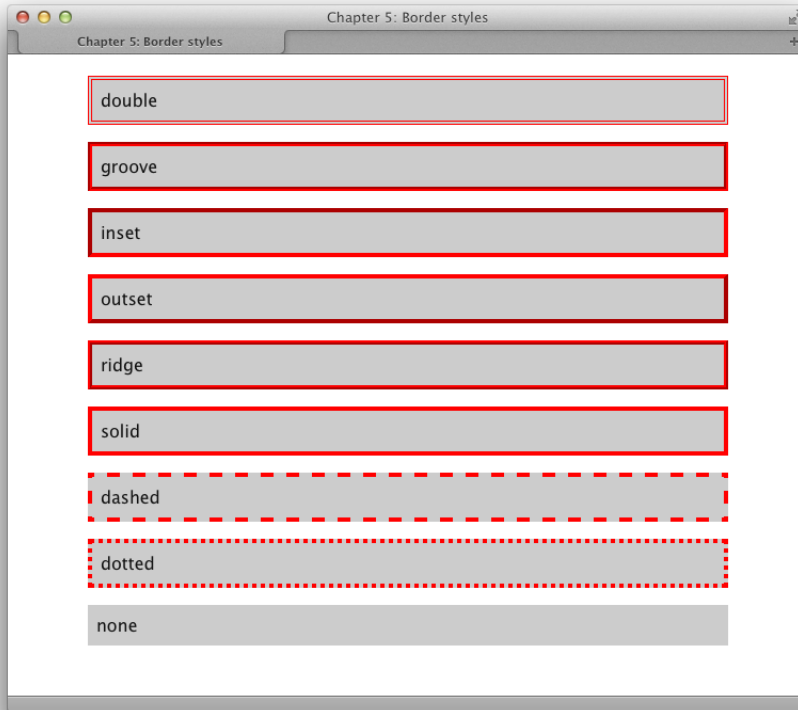 Chapter 5: Border styles
Chapter 5: Border styles
double
groove
inset
outset
ridge
solid
dashed
dotted
none